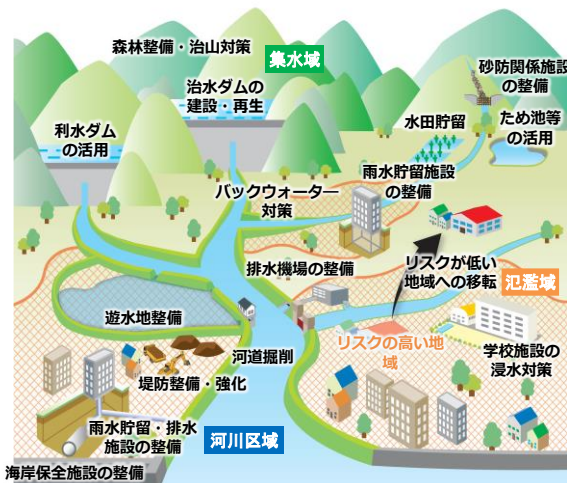 森林整備・治山対策
集水域
砂防関係施設
の整備
治水ダムの
建設・再生
利水ダム
の活用
水田貯留
ため池等
の活用
雨水貯留施設
の整備
バックウォーター
対策
排水機場の整備
リスクが低い
地域への移転
氾濫域
遊水地整備
リスクの高い地
域
河道掘削
学校施設の
浸水対策
堤防整備・強化
雨水貯留・排水
施設の整備
河川区域
海岸保全施設の整備